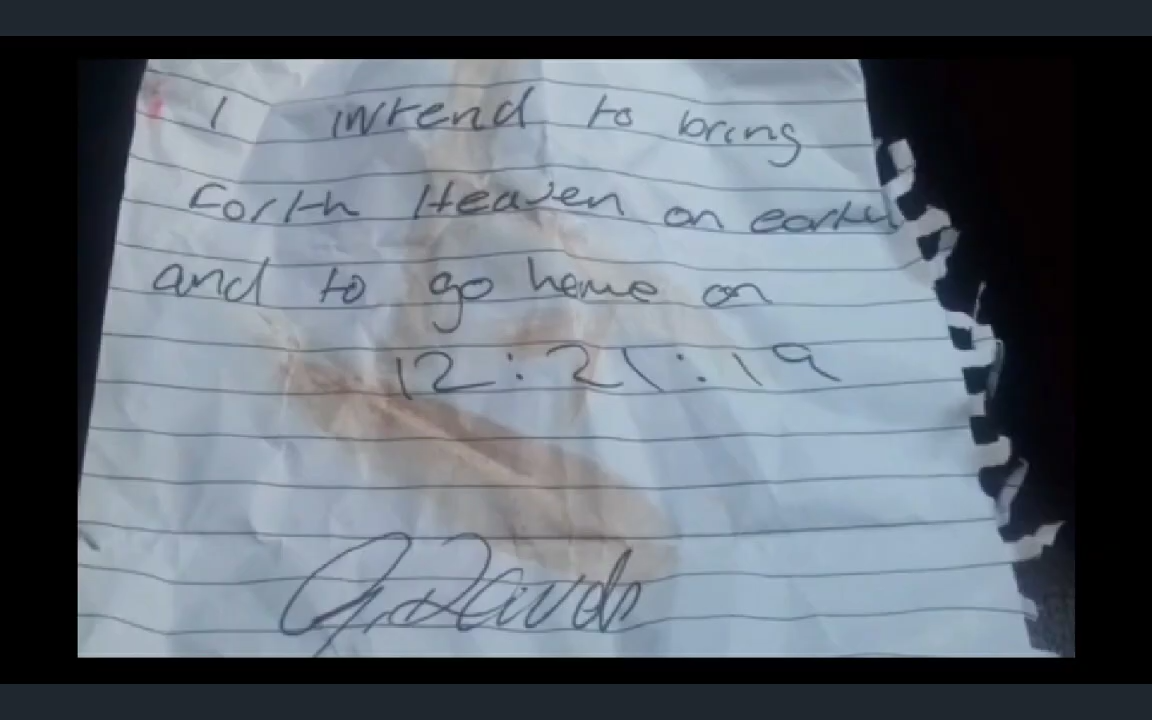 I intend to bring
forth Heaven on earth
and to go home on
12:21:19